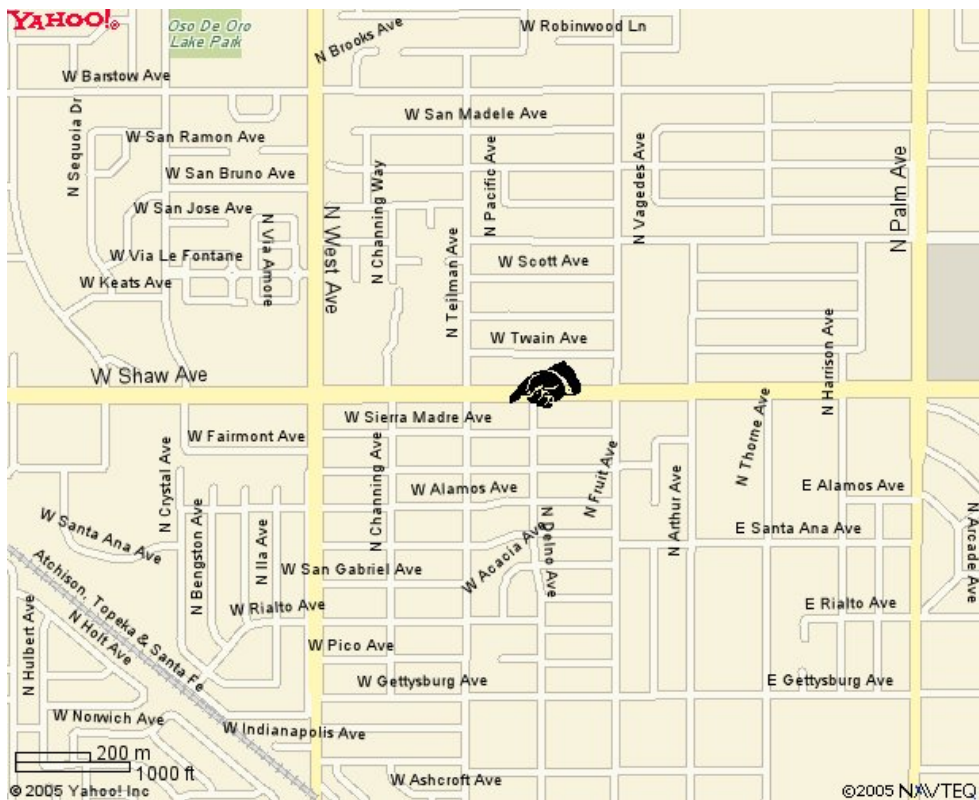 YAHOO!®
Oso De Oro
Lake Park
N Brooks Ave
W Robinwood Ln
W Barstow Ave
N Sequoia Dr
W San Madele Ave
W San Ramon Ave
N Pacific Ave
N Vagedes Ave
N Palm Ave
W San Bruno Ave
N Channing Way
W San Jose Ave
N West Ave
N Via Amore
N Teilman Ave
W Via Le Fontane
W Scott Ave
W Keats Ave
W Twain Ave
N Harrison Ave
W Shaw Ave
W Sierra Madre Ave
N Thorne Ave
W Fairmont Ave
N Crystal Ave
N Channing Ave
N Fruit Ave
W Alamos Ave
N Arthur Ave
E Alamos Ave
W Santa Ana Ave
N Bengston Ave
N Ila Ave
W Acacia Ave
N Delno Ave
E Santa Ana Ave
N Arcade Ave
W San Gabriel Ave
Atchison, Topeka & Santa Fe
N Hulbert Ave
N Holt Ave
W Rialto Ave
E Rialto Ave
W Pico Ave
W Gettysburg Ave
E Gettysburg Ave
W Norwich Ave
W Indianapolis Ave
200 m
1000 ft
W Ashcroft Ave
© 2005 Yahoo! Inc
©2005 NAVTEQ